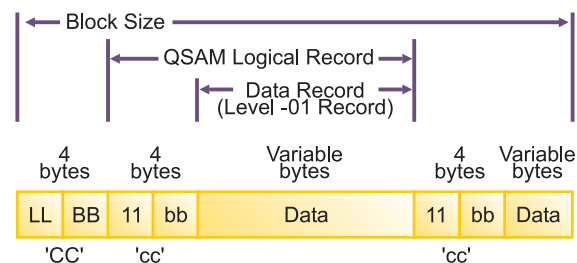 Block Size
QSAM Logical Record
Data Record
(Level -01 Record)
4 bytes
4 bytes
Variable bytes
4 bytes
Variable bytes
LL BB 11 bb Data 11 bb Data
'CC' 'cc' 'cc'